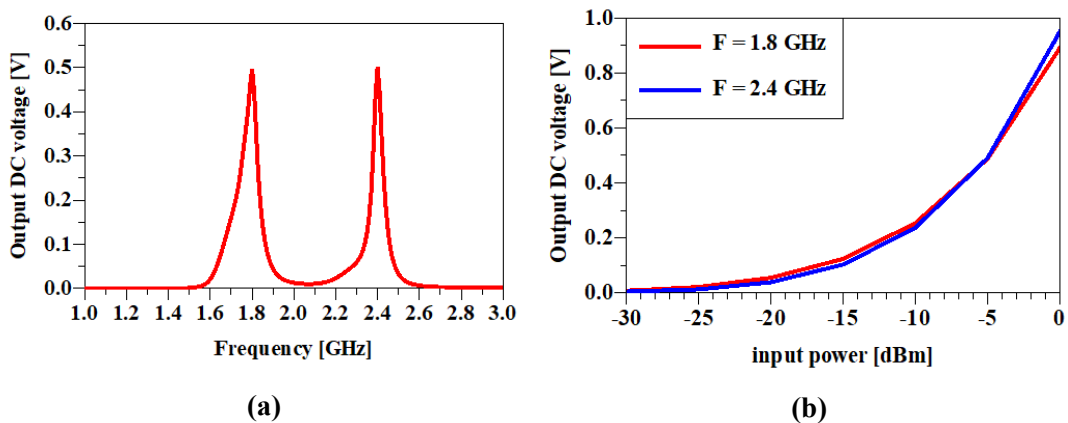 0.6
0.5
0.4
0.3
0.2
0.1
0.0
Output DC voltage [V]
1.0 1.2 1.4 1.6 1.8 2.0 2.2 2.4 2.6 2.8 3.0
Frequency [GHz]
(a)
1.0
0.8
0.6
0.4
0.2
0.0
Output DC voltage [V]
F = 1.8 GHz
F = 2.4 GHz
-30 -25 -20 -15 -10 -5 0
input power [dBm]
(b)